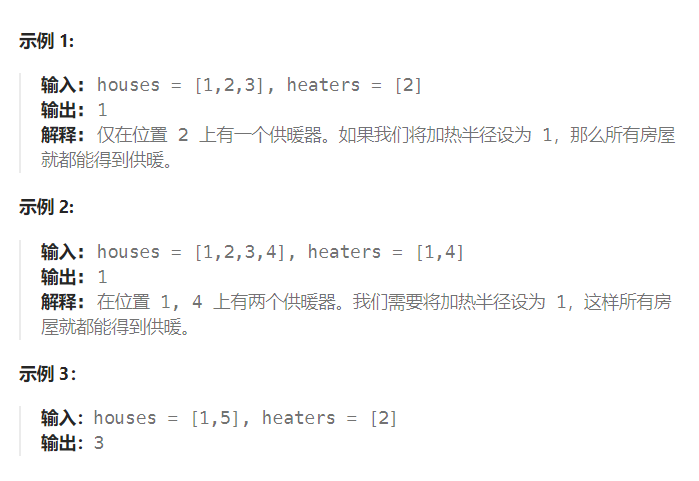 示例 1:
输入: houses = [1,2,3], heaters = [2]
输出: 1
解释: 仅在位置 2 上有一个供暖器。如果我们将加热半径设为 1，那么所有房屋
就都能得到供暖。
示例 2:
输入: houses = [1,2,3,4], heaters = [1,4]
输出: 1
解释: 在位置 1, 4 上有两个供暖器。我们需要将加热半径设为 1，这样所有房
屋就都能得到供暖。
示例 3：
输入：houses = [1,5], heaters = [2]
输出：3